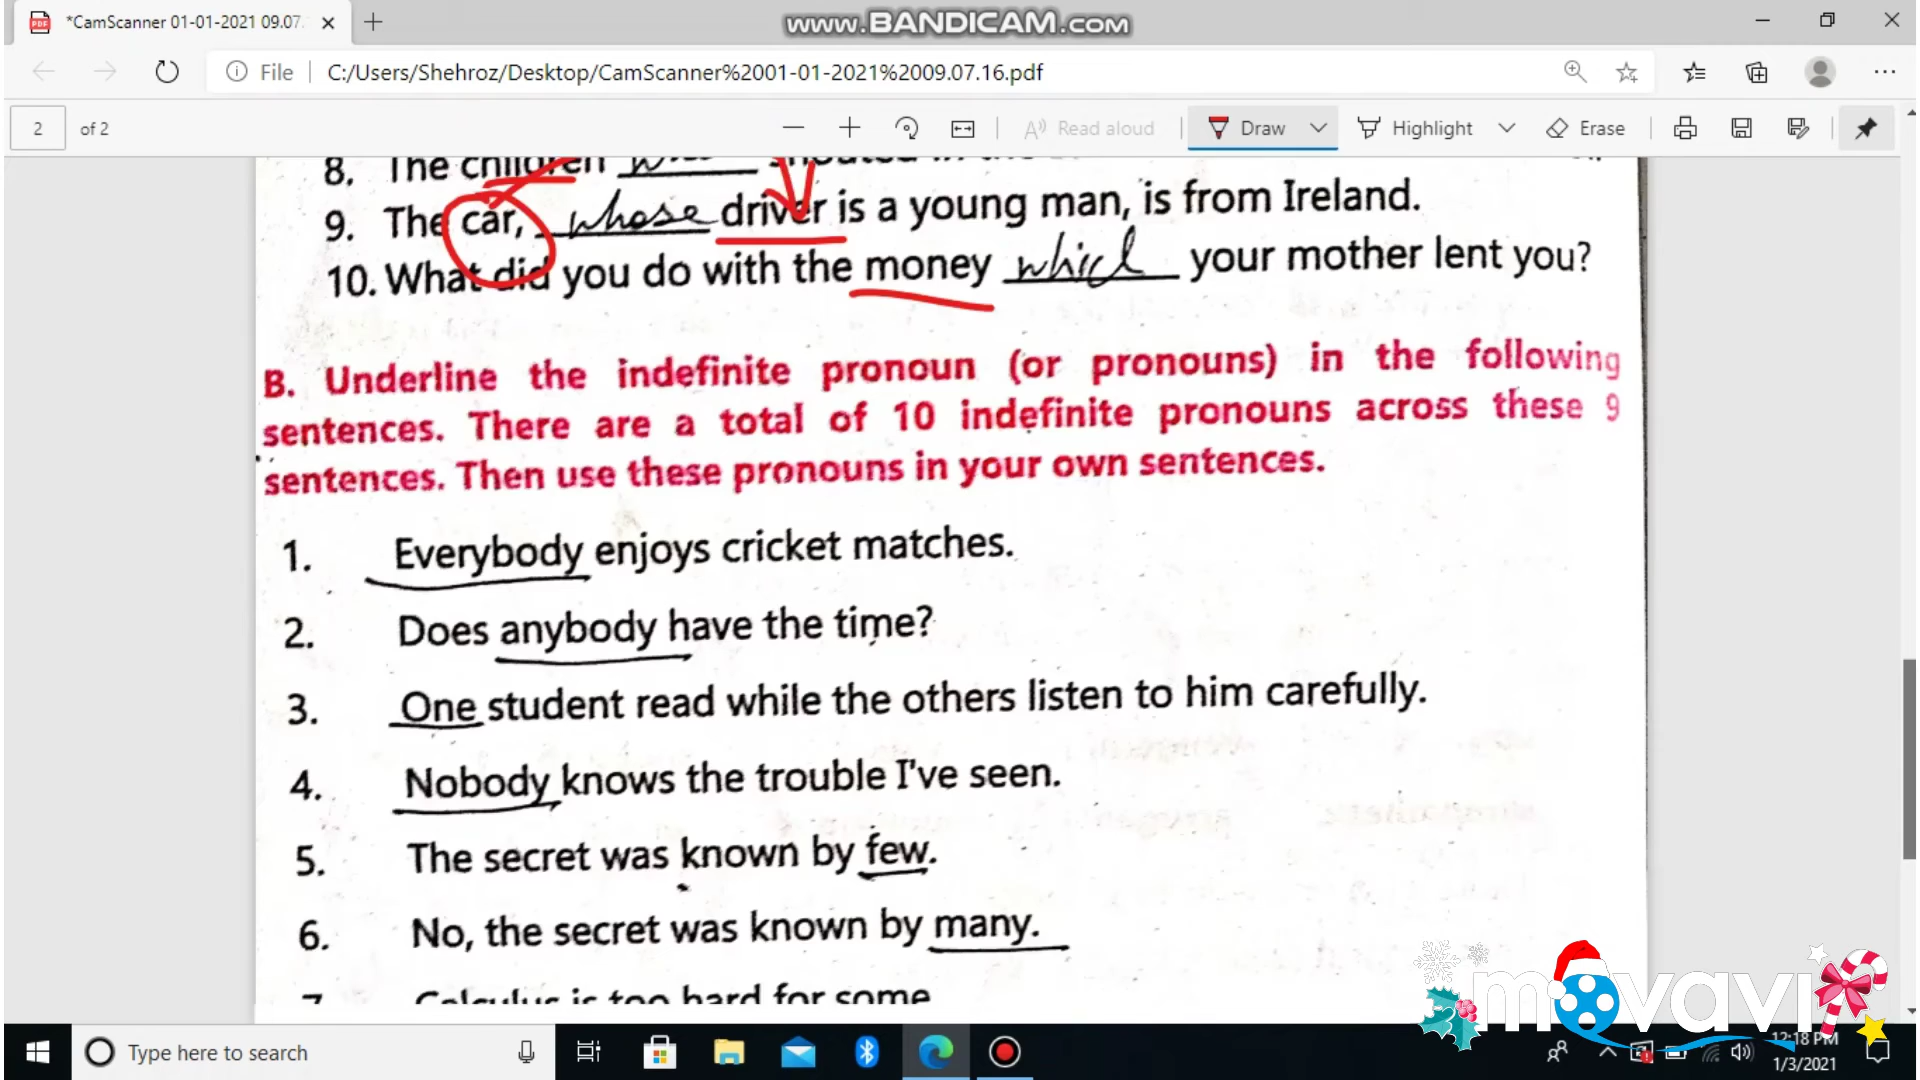 *CamScanner 01-01-2021 09.07.
www.BANDICAM.com
File
C:/Users/Shehroz/Desktop/CamScanner%2001-01-2021%2009.07.16.pdf
2 of 2
Read aloud
Draw
Highlight
Erase
8. The children
9. The car, whose driver is a young man, is from Ireland.
10. What did you do with the money which your mother lent you?
B. Underline the indefinite pronoun (or pronouns) in the following
sentences. There are a total of 10 indefinite pronouns across these 9
sentences. Then use these pronouns in your own sentences.
1. Everybody enjoys cricket matches.
2. Does anybody have the time?
3. One student read while the others listen to him carefully.
4. Nobody knows the trouble I've seen.
5. The secret was known by few.
6. No, the secret was known by many.
7 Calculus is too hard for some
movavi
Type here to search
12:18 PM
1/3/2021